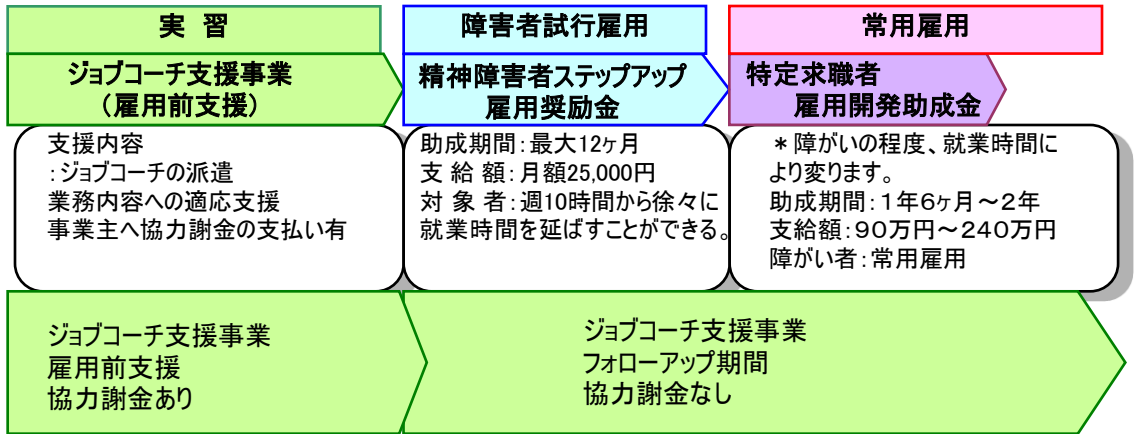 実 習
ジョブコーチ支援事業
(雇用前支援)
支援内容
:ジョブコーチの派遣
業務内容への適応支援
事業主へ協力謝金の支払い有
障害者試行雇用
精神障害者ステップアップ
雇用奨励金
助成期間:最大12ヶ月
支 給 額:月額25,000円
対 象 者:週10時間から徐々に
就業時間を延ばすことができる。
常用雇用
特定求職者
雇用開発助成金
*障がいの程度、就業時間に
より変ります。
助成期間:1年6ヶ月~2年
支給額:90万円~240万円
障がい者:常用雇用
ジョブコーチ支援事業
雇用前支援
協力謝金あり
ジョブコーチ支援事業
フォローアップ期間
協力謝金なし